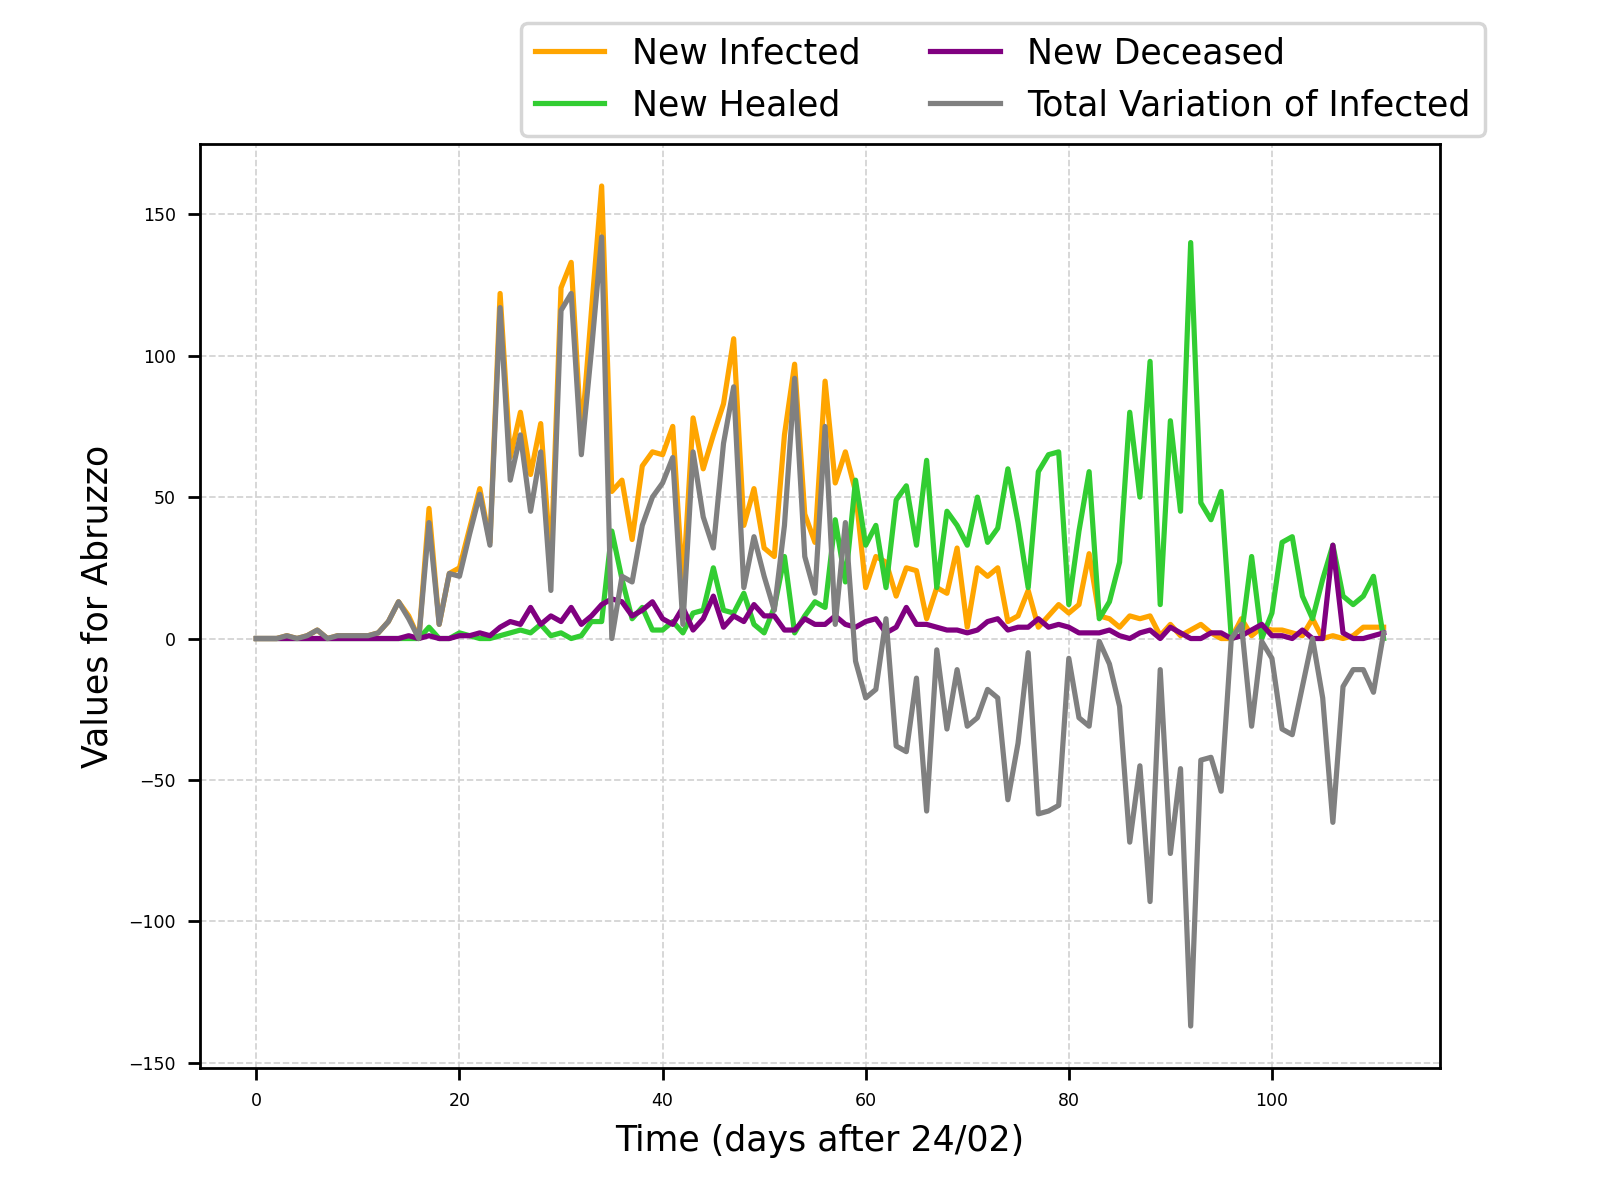 New Infected
New Healed
New Deceased
Total Variation of Infected
150
100
50
0
−50
−100
−150
Values for Abruzzo
0 20 40 60 80 100
Time (days after 24/02)